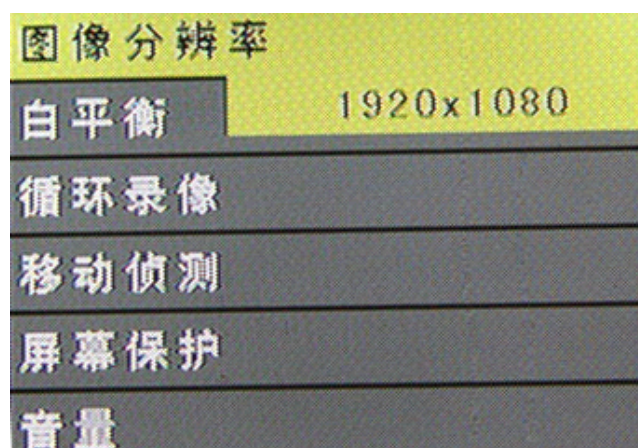 图像分辨率
白平衡 1920x1080
循环录像
移动侦测
屏幕保护
音量